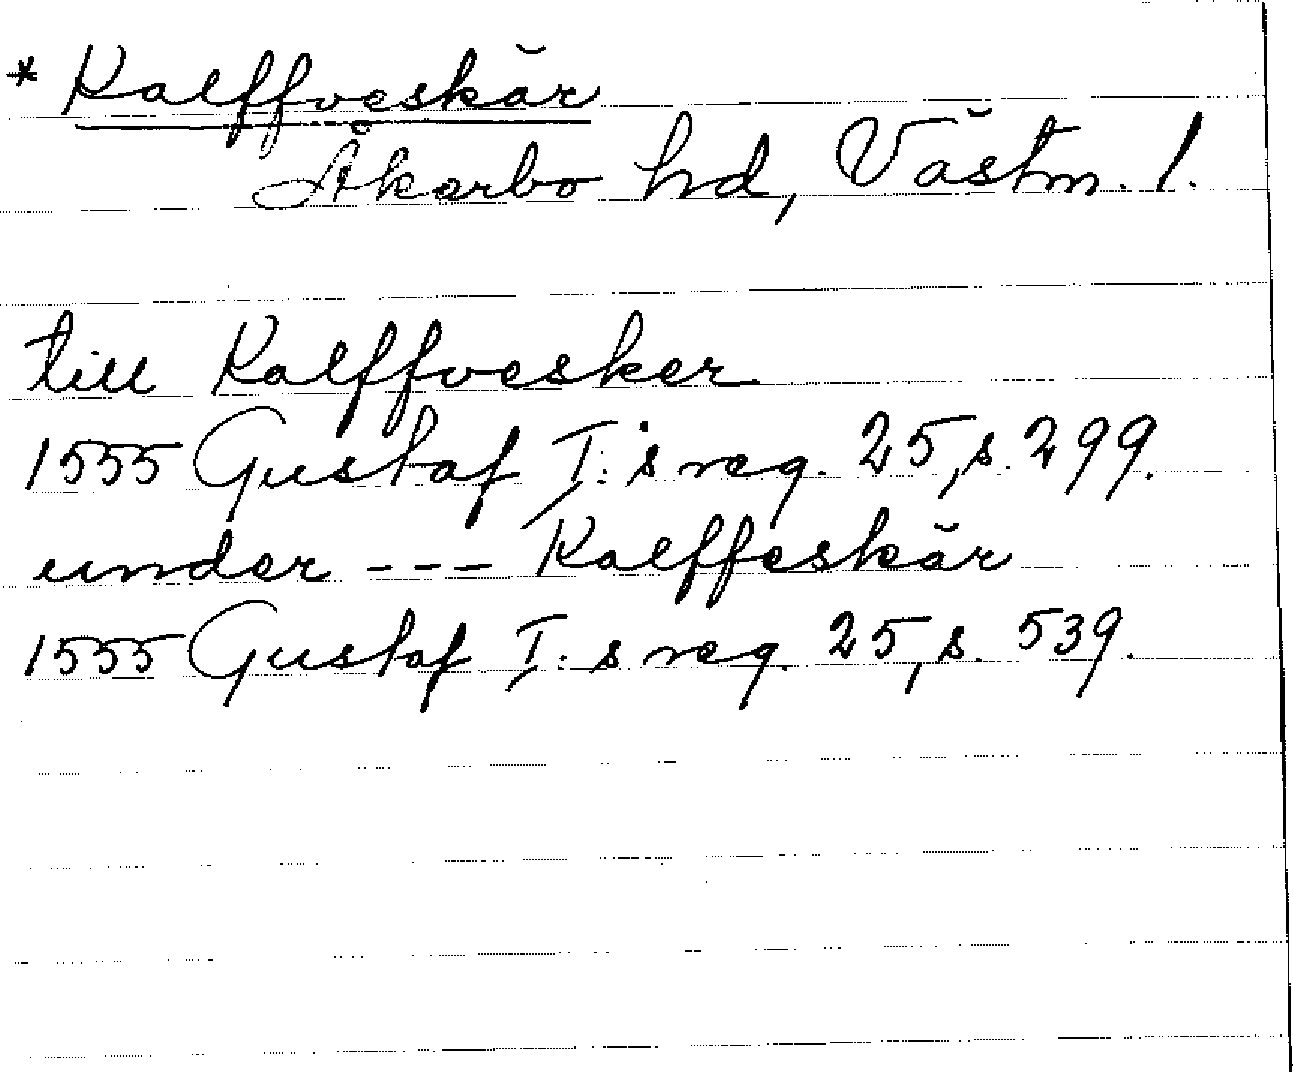 * Kalffveskär
Åkerbo hd, Västm. l.
till Kalffvesker
1555 Gustaf I:s reg. 25, s. 299.
under --- Kalffeskär
1555 Gustaf I:s reg. 25, s. 539.